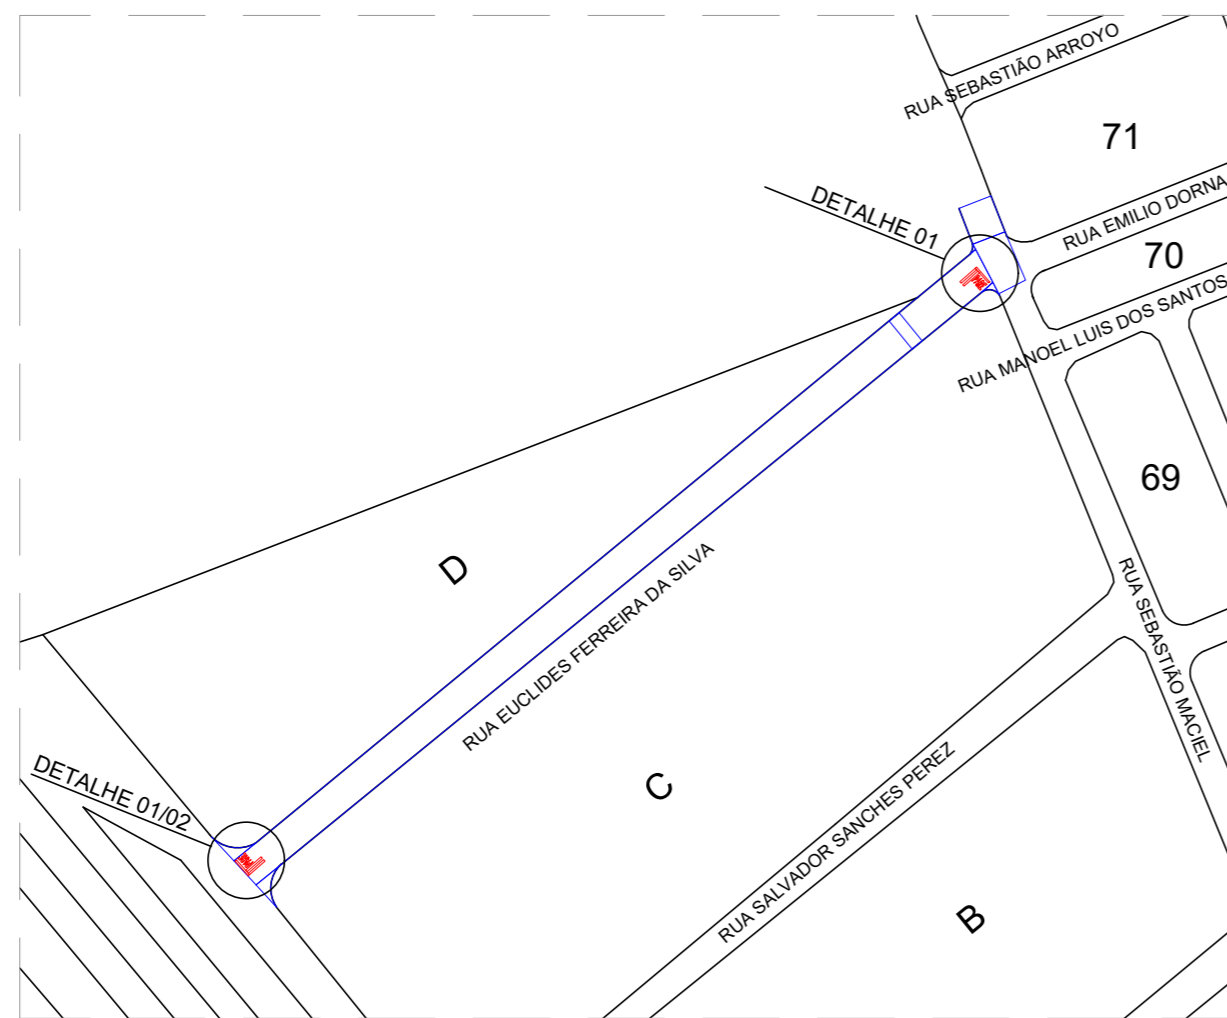 RUA SEBASTIÃO ARROYO
71
DETALHE 01
RUA EMILIO DORNA
70
RUA MANOEL LUIS DOS SANTOS
69
D
RUA EUCLIDES FERREIRA DA SILVA
RUA SEBASTIÃO MACIEL
DETALHE 01/02
C
RUA SALVADOR SANCHES PEREZ
B